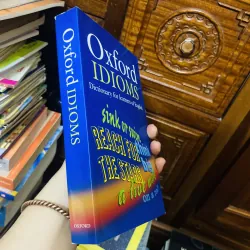 Oxford
IDIOMS
Dictionary for learners of English
sink or swim
REACH FOR
THE STARS
Oxford IDIOMS
OXFORD